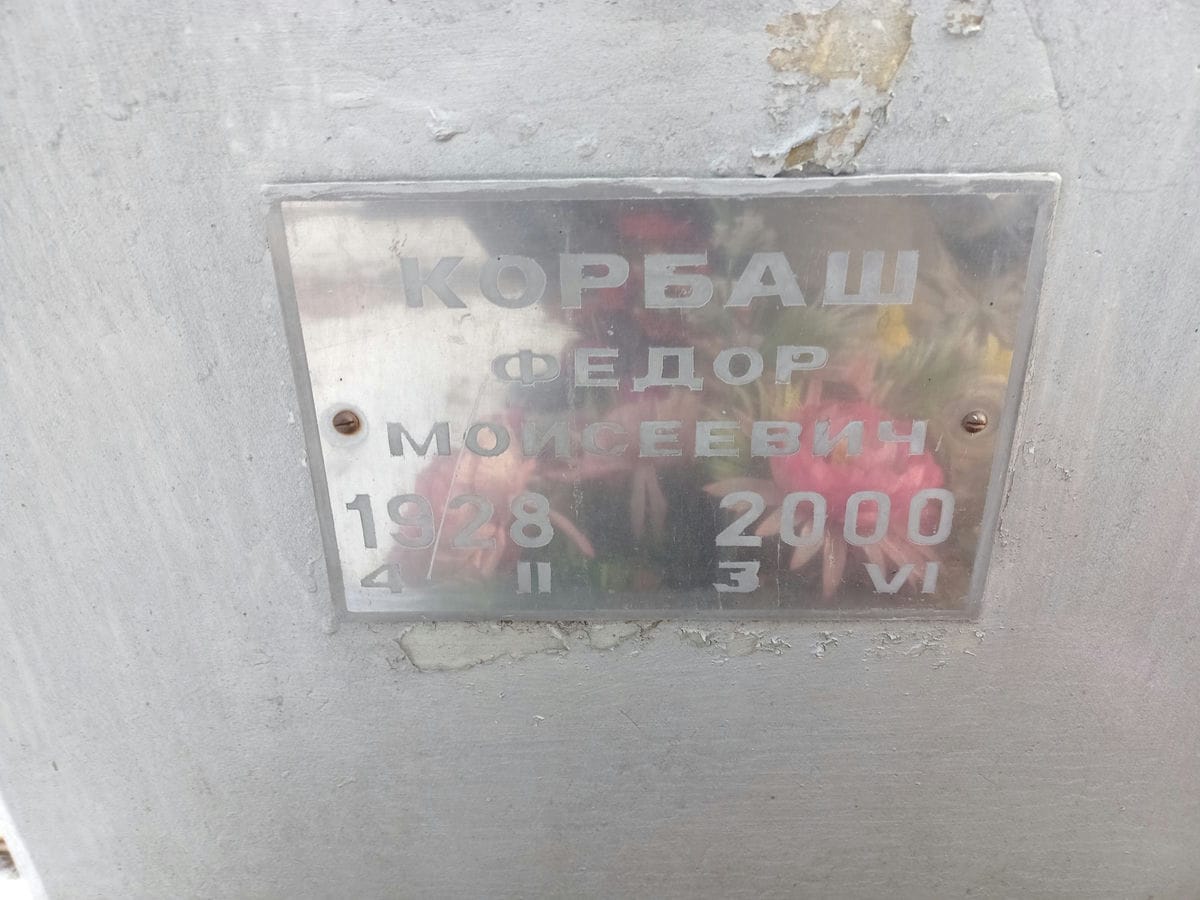 КОРБАШ
ФЕДОР
МОИСЕЕВИЧ
1928 2000
4 II 3 VI